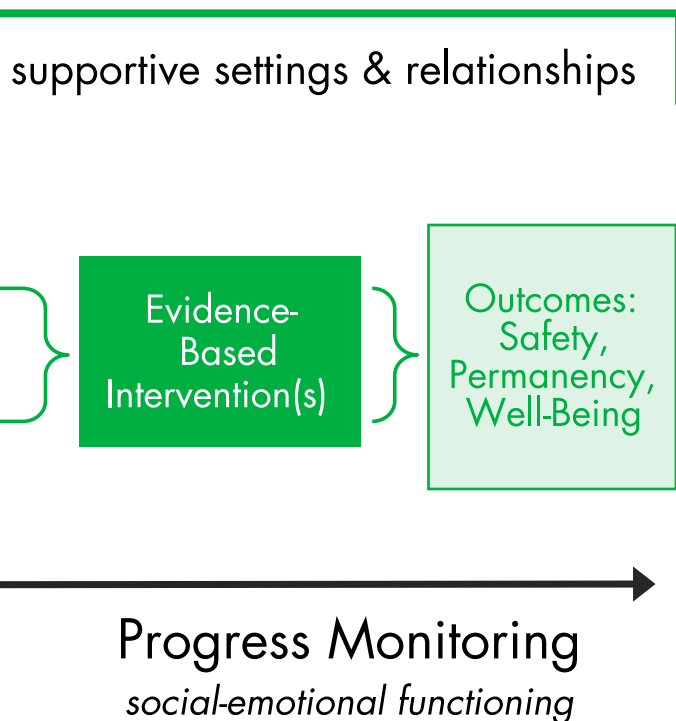 supportive settings & relationships
Evidence-
Based
Intervention(s)
Outcomes:
Safety,
Permanency,
Well-Being
Progress Monitoring
social-emotional functioning